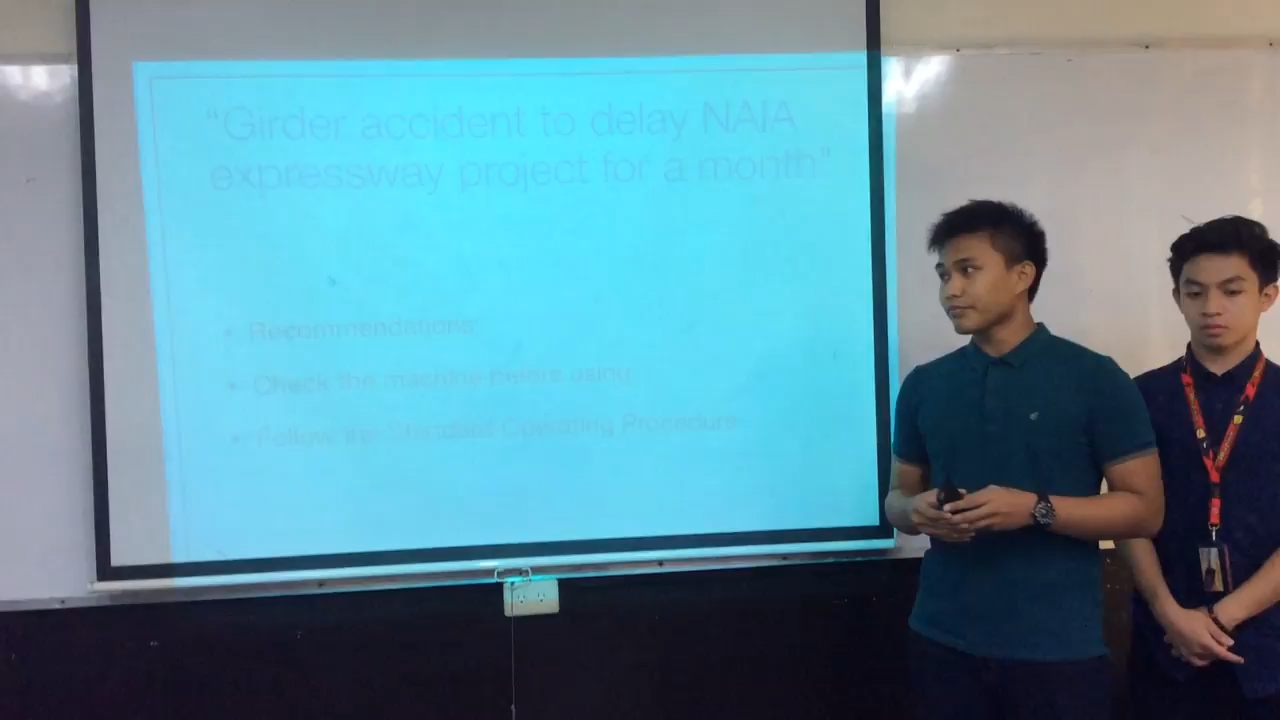 "Girder accident to delay NAIA
expressway project for a month"
• Recommendations
• Check the machine before using
• Follow the Standard Operating Procedure